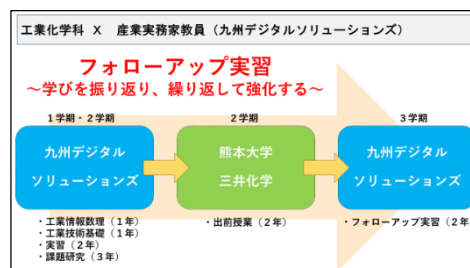 工業化学科 X 産業実務家教員（九州デジタルソリューションズ）
フォローアップ実習
～学びを振り返り、繰り返して強化する～
1学期・2学期
九州デジタル
ソリューションズ
・工業情報数理（1年）
・工業技術基礎（1年）
・実習（2年）
・課題研究（3年）
2学期
熊本大学
三井化学
・出前授業（2年）
3学期
九州デジタル
ソリューションズ
・フォローアップ実習（2年